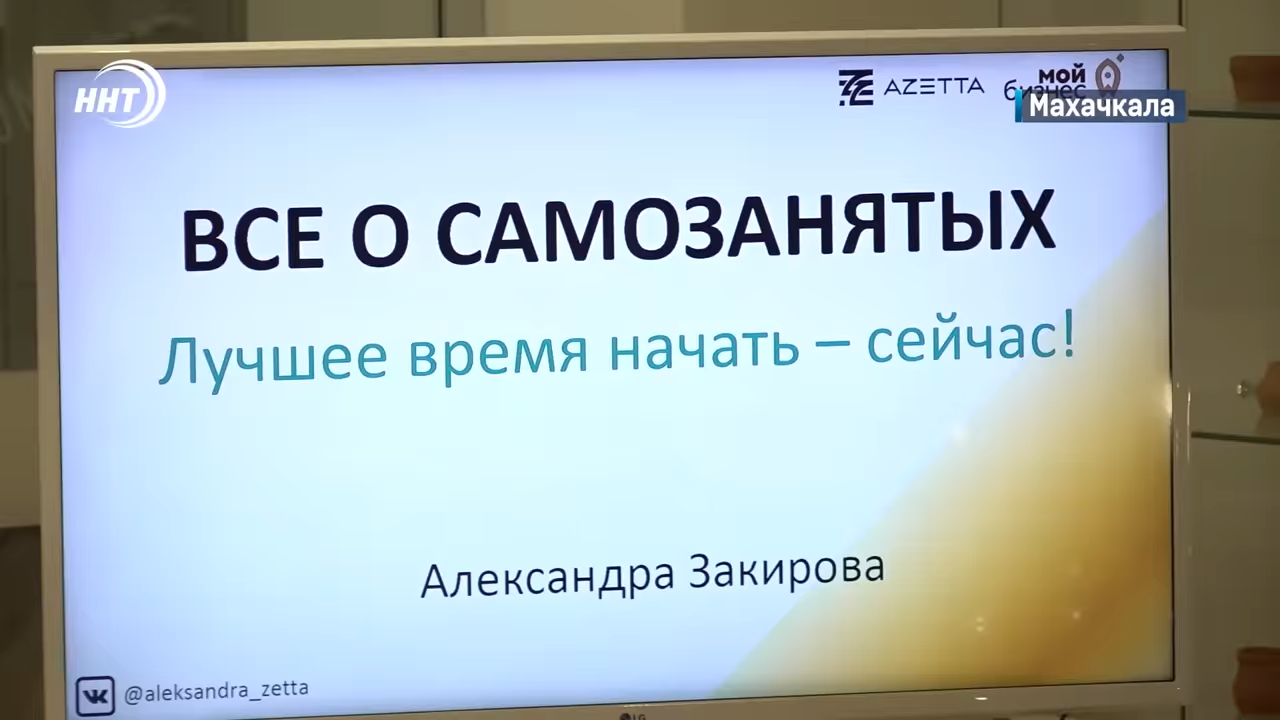 ННТ
AZETTA
мой
бизнес
Махачкала
ВСЕ О САМОЗАНЯТЫХ
Лучшее время начать – сейчас!
Александра Закирова
@aleksandra_zetta
LG